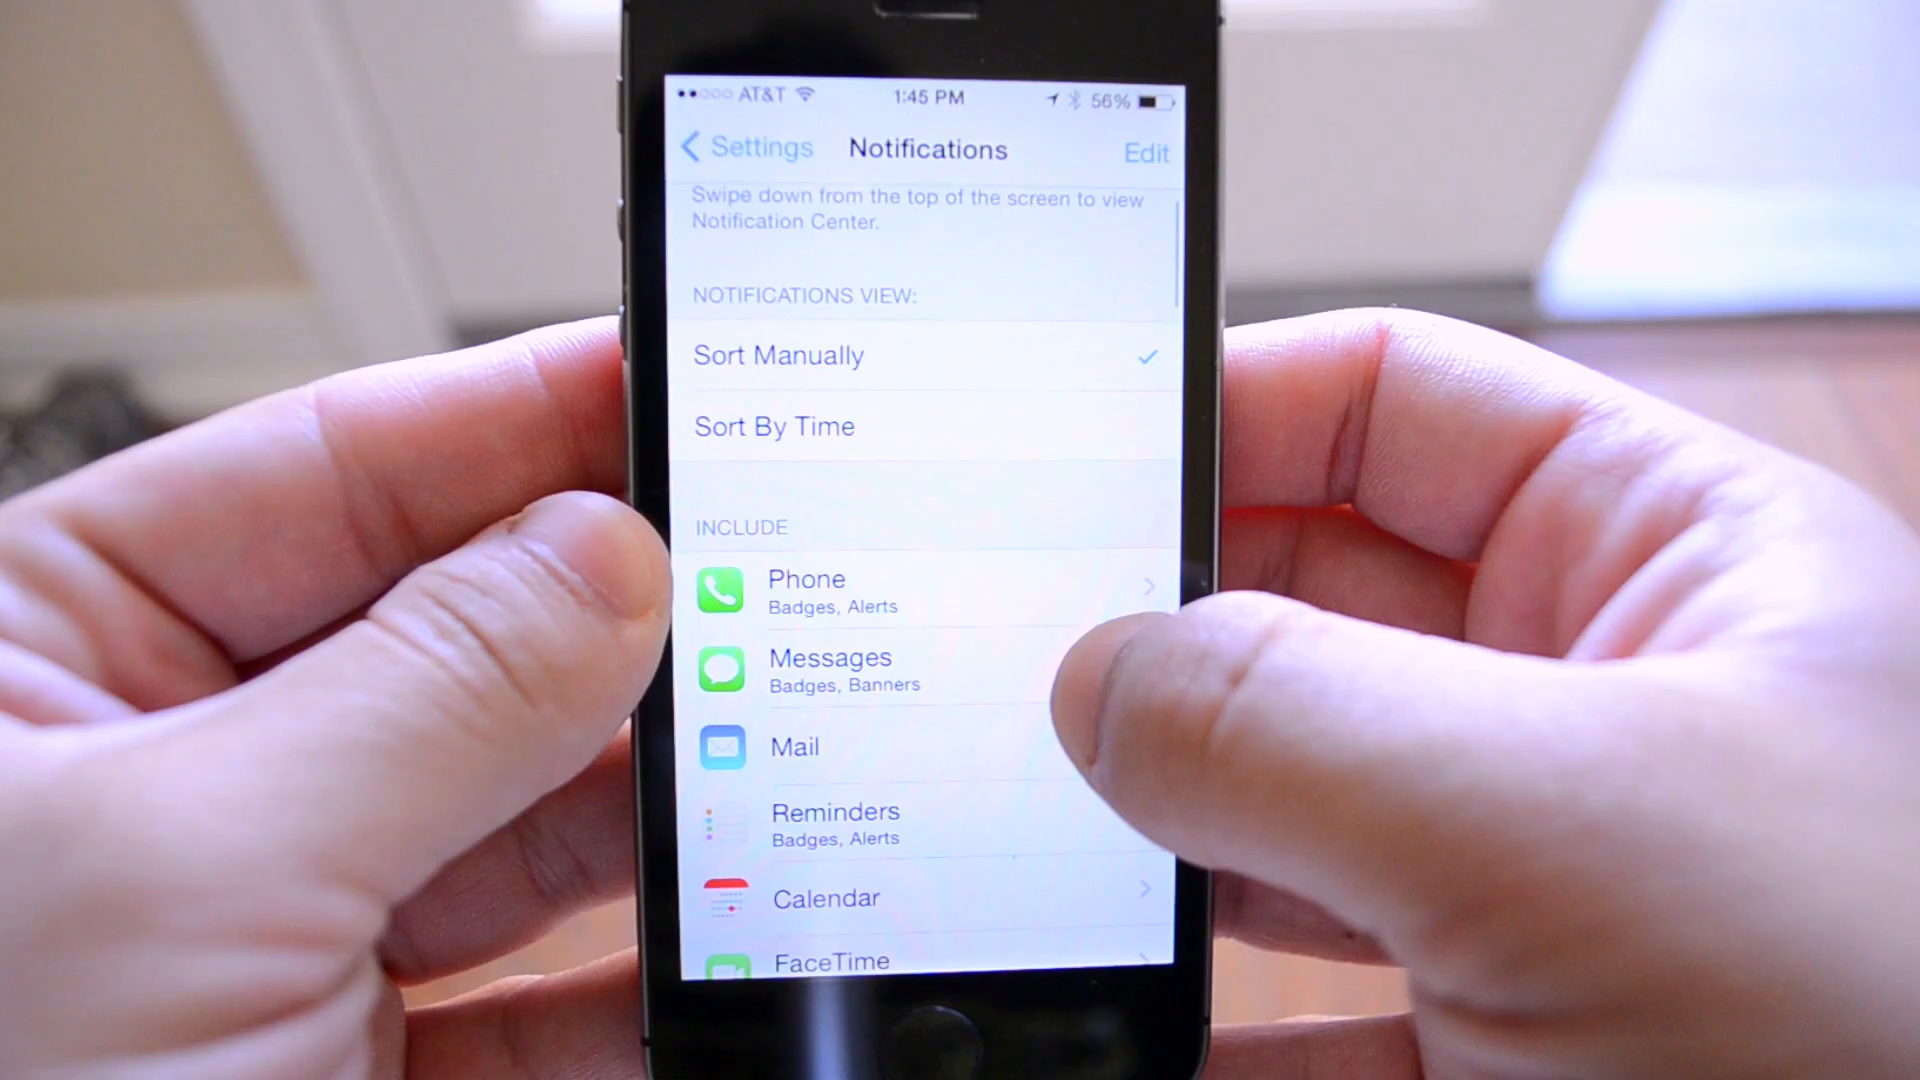 AT&T 1:45 PM 56%
Settings Notifications Edit
Swipe down from the top of the screen to view
Notification Center.
NOTIFICATIONS VIEW:
Sort Manually
Sort By Time
INCLUDE
Phone
Badges, Alerts
Messages
Badges, Banners
Mail
Reminders
Badges, Alerts
Calendar
FaceTime